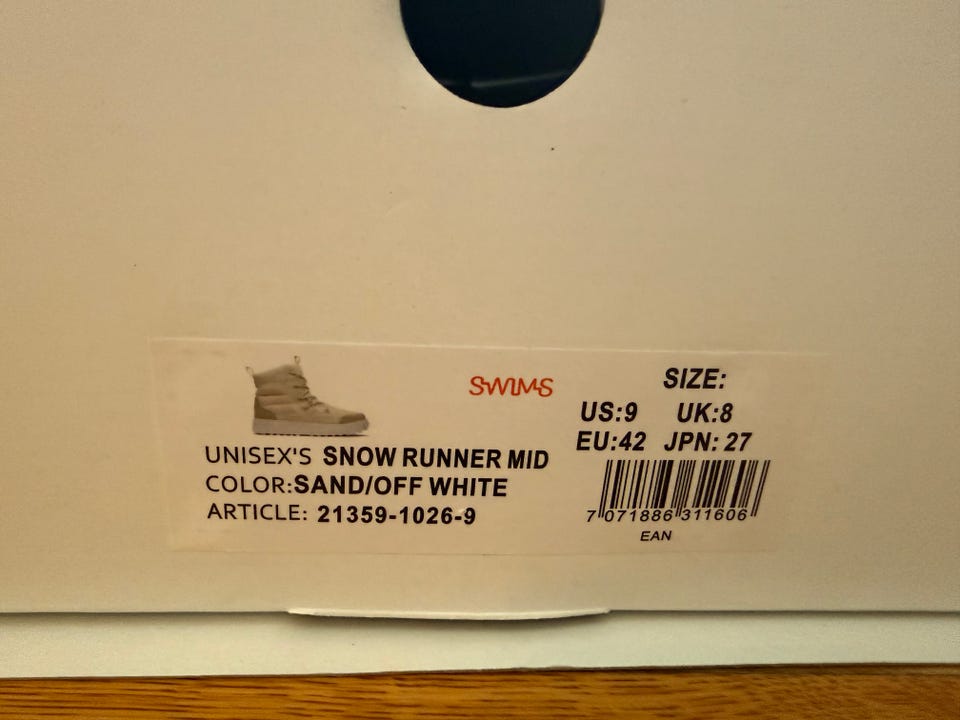 SWIMS
UNISEX'S SNOW RUNNER MID
COLOR:SAND/OFF WHITE
ARTICLE: 21359-1026-9
SIZE:
US:9 UK:8
EU:42 JPN: 27
7 071886 311606
EAN